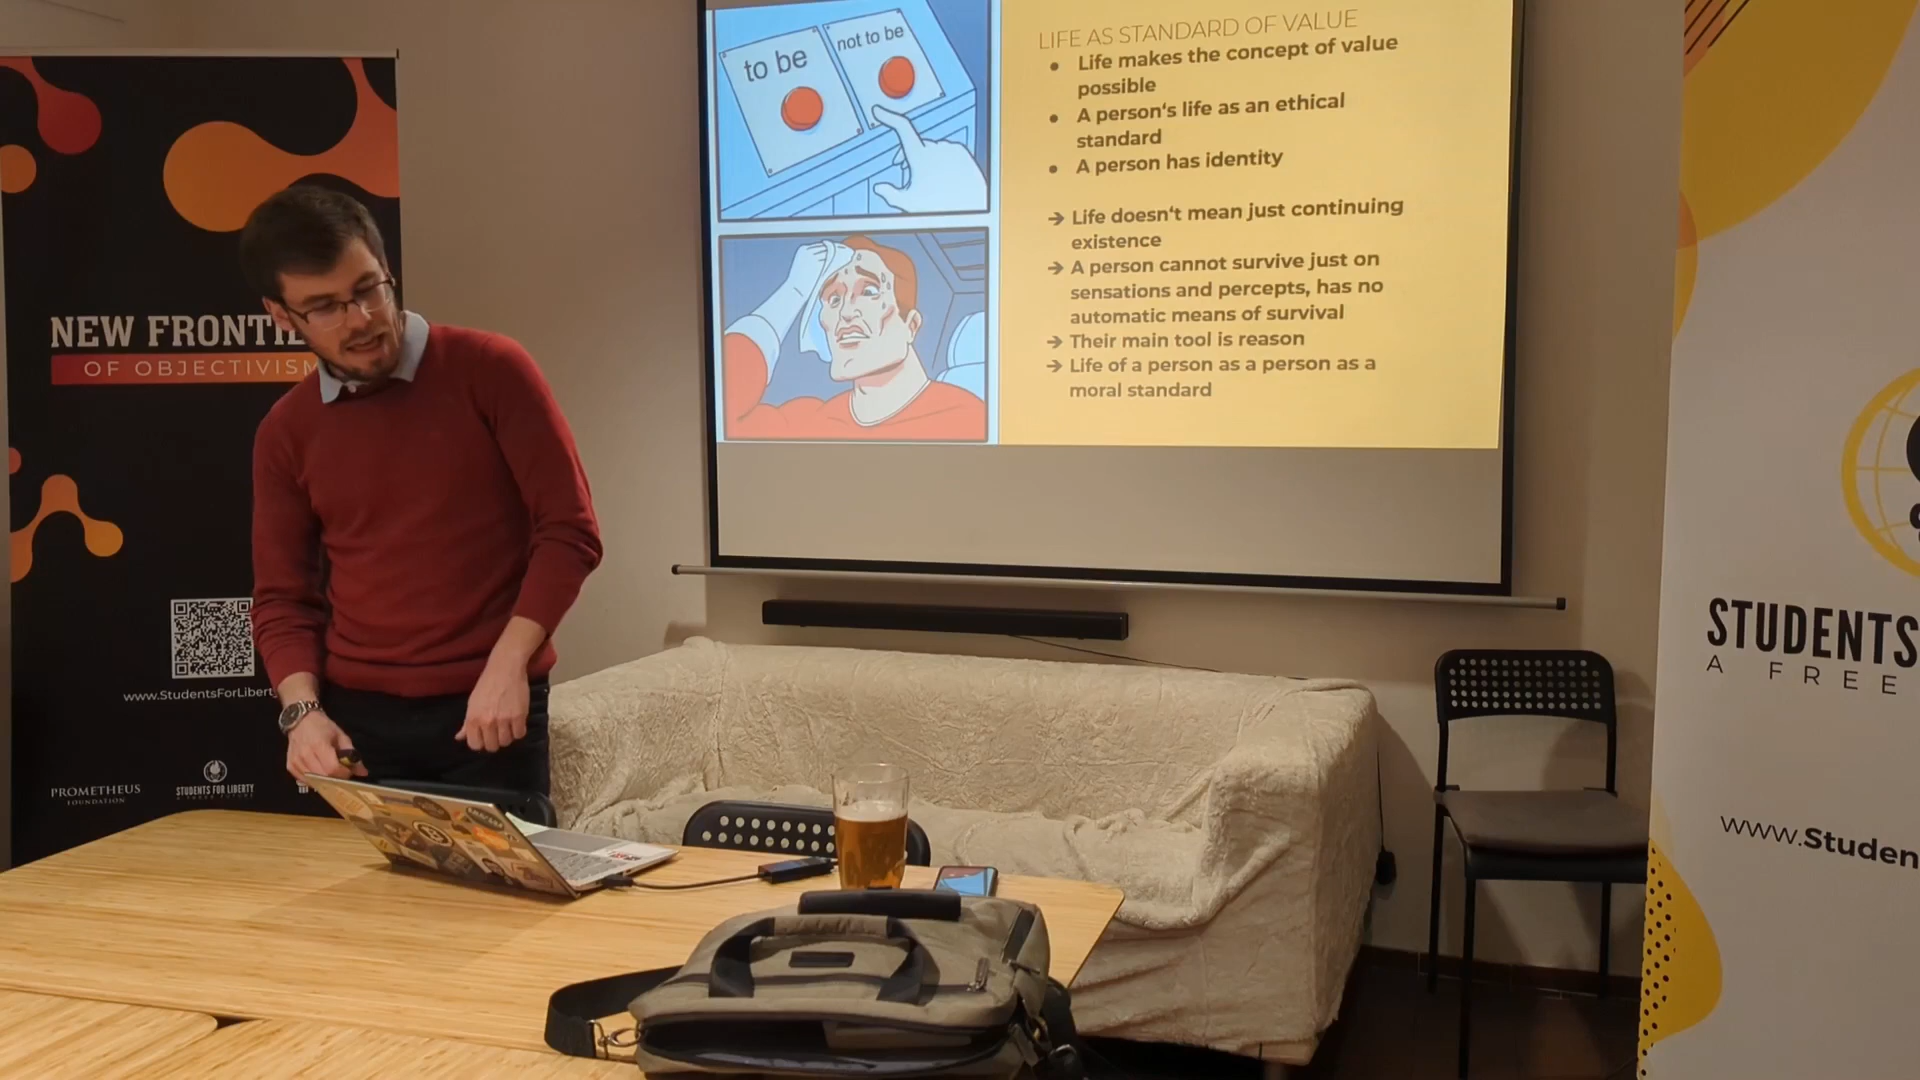 NEW FRONTI
OF OBJECTIVISM
www.StudentsForLibert
PROMETHEUS
FOUNDATION
STUDENTS FOR LIBERTY
A FREER FUTURE
to be
not to be
LIFE AS STANDARD OF VALUE
• Life makes the concept of value
possible
• A person's life as an ethical
standard
• A person has identity
→ Life doesn't mean just continuing
existence
→ A person cannot survive just on
sensations and percepts, has no
automatic means of survival
→ Their main tool is reason
→ Life of a person as a person as a
moral standard
STUDENTS
A FREE
www.Studen